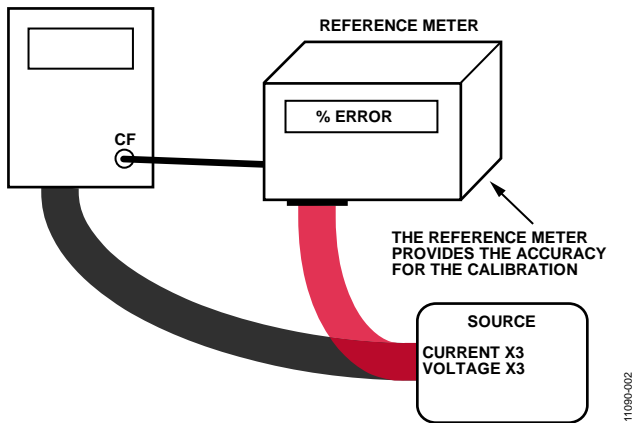 REFERENCE METER
% ERROR
CF
THE REFERENCE METER
PROVIDES THE ACCURACY
FOR THE CALIBRATION
SOURCE
CURRENT X3
VOLTAGE X3
11090-002